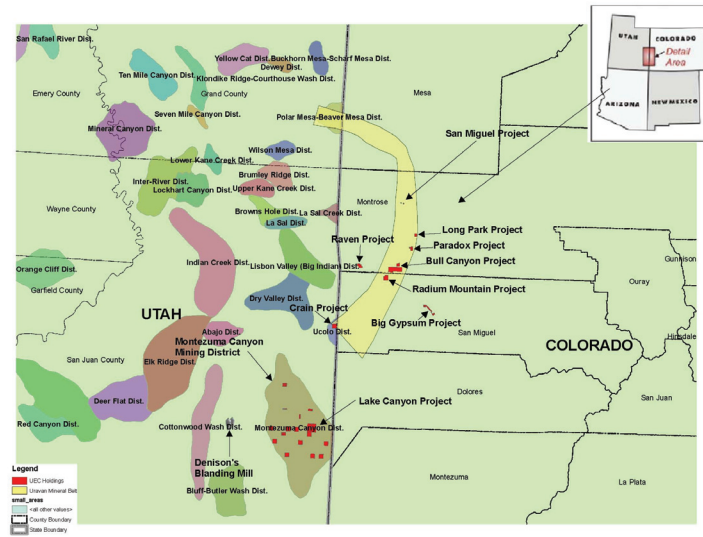 San Rafael River Dist.
Yellow Cat Dist.
Buckhorn Mesa-Scharf Mesa Dist.
Dewey Dist.
Ten Mile Canyon Dist.
Klondike Ridge-Courthouse Wash Dist.
Emery County
Grand County
Mesa
Seven Mile Canyon Dist.
Polar Mesa-Beaver Mesa Dist.
Mineral Canyon Dist.
San Miguel Project
Wilson Mesa Dist.
Lower Kane Creek Dist.
Brumley Ridge Dist.
Inter-River Dist.
Lockhart Canyon Dist.
Upper Kane Creek Dist.
Montrose
Wayne County
Browns Hole Dist.
La Sal Creek Dist.
La Sal Dist.
Long Park Project
Raven Project
Paradox Project
Indian Creek Dist.
Lisbon Valley (Big Indian) Dist.
Bull Canyon Project
Orange Cliff Dist.
Gunnison
Garfield County
Ouray
Radium Mountain Project
Dry Valley Dist.
Crain Project
UTAH
Big Gypsum Project
Abajo Dist.
Ucolo Dist.
San Miguel
Hinsdale
Montezuma Canyon
Mining District
COLORADO
San Juan County
Elk Ridge Dist.
Dolores
San Juan
Deer Flat Dist.
Lake Canyon Project
Red Canyon Dist.
Cottonwood Wash Dist.
Montezuma Canyon Dist.
Denison's
Blanding Mill
Bluff-Butler Wash Dist.
Montezuma
La Plata
Legend
UEC Holdings
Uravan Mineral Belt
small_areas
<all other values>
County Boundary
State Boundary
UTAH
COLORADO
Detail
Area
ARIZONA
NEW MEXICO